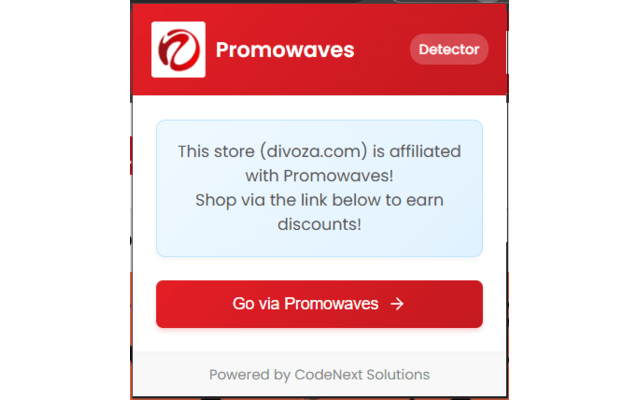 Promowaves
Detector
This store (divoza.com) is affiliated
with Promowaves!
Shop via the link below to earn
discounts!
Go via Promowaves →
Powered by CodeNext Solutions